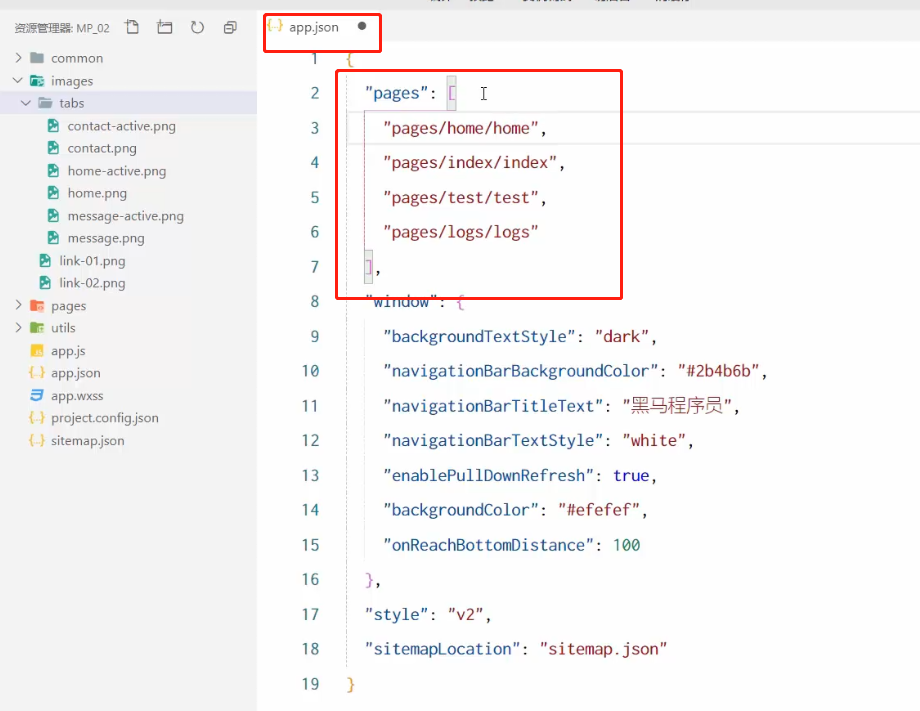 资源管理器: MP_02
common
images
tabs
contact-active.png
contact.png
home-active.png
home.png
message-active.png
message.png
link-01.png
link-02.png
pages
utils
app.js
app.json
app.wxss
project.config.json
sitemap.json
app.json
1 {
2 "pages": [
3 "pages/home/home",
4 "pages/index/index",
5 "pages/test/test",
6 "pages/logs/logs"
7 ],
8 "window": {
9 "backgroundTextStyle": "dark",
10 "navigationBarBackgroundColor": "#2b4b6b",
11 "navigationBarTitleText": "黑马程序员",
12 "navigationBarTextStyle": "white",
13 "enablePullDownRefresh": true,
14 "backgroundColor": "#efefef",
15 "onReachBottomDistance": 100
16 },
17 "style": "v2",
18 "sitemapLocation": "sitemap.json"
19 }